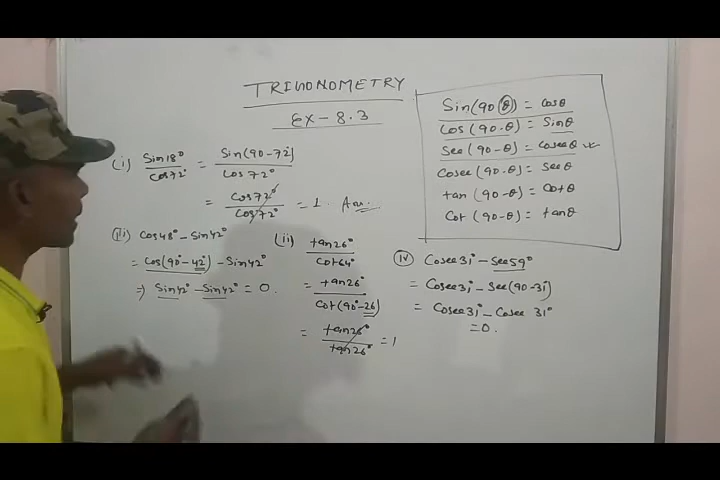 TRIGONOMETRY
EX - 8.3
Sin(90-θ) = Cosθ
Cos(90-θ) = Sinθ
Sec(90-θ) = Cosecθ
Cosec(90-θ) = Secθ
tan(90-θ) = Cotθ
Cot(90-θ) = tanθ
(i) Sin18°/Cos72° = Sin(90-72°)/Cos72°
= Cos72°/Cos72° = 1. Ans.
(iii) Cos48° - Sin42°
= Cos(90°-42°) - Sin42°
=) Sin42° - Sin42° = 0.
(ii) tan26°/Cot64°
= tan26°/Cot(90°-26)
= tan26°/tan26° = 1
(iv) Cosec31° - Sec59°
= Cosec31° - Sec(90-31)
= Cosec31° - Cosec 31°
= 0.